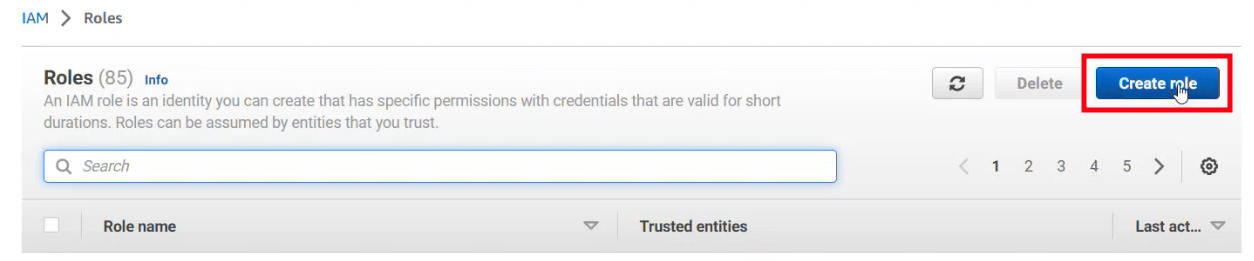 IAM > Roles
Roles (85) Info
An IAM role is an identity you can create that has specific permissions with credentials that are valid for short
durations. Roles can be assumed by entities that you trust.
Delete
Create role
Search
1 2 3 4 5
Role name Trusted entities Last act...